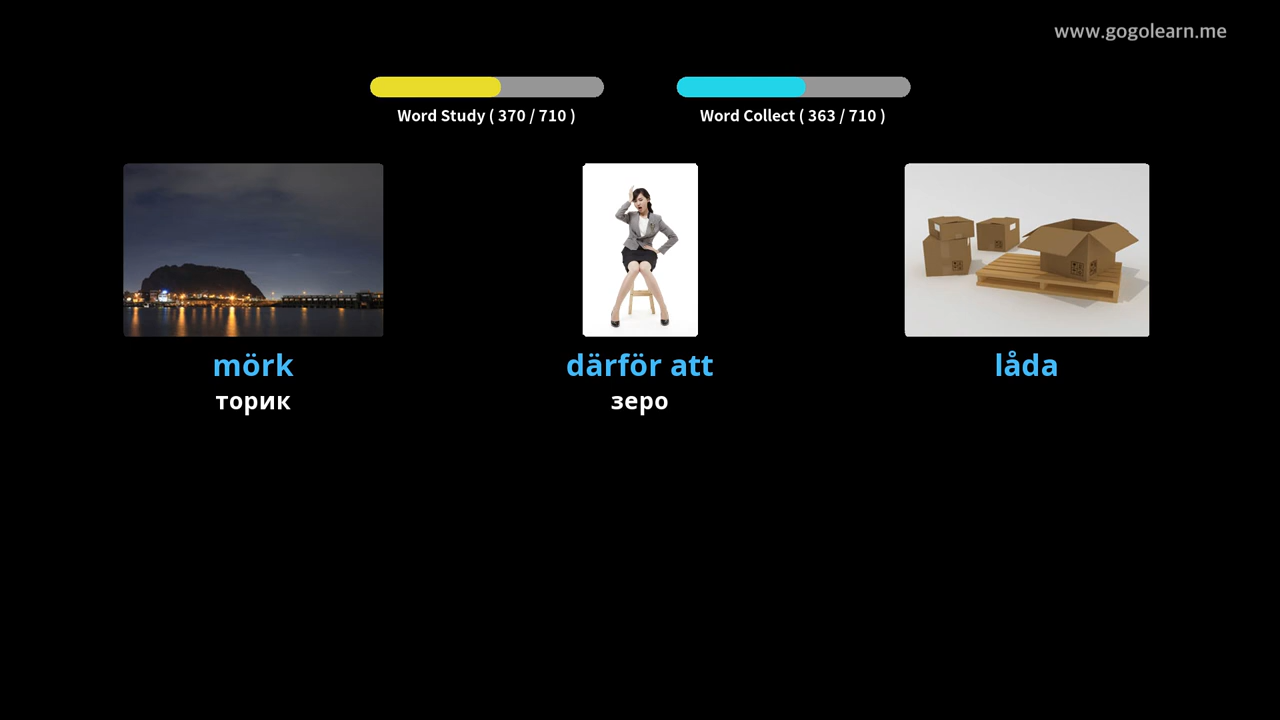 www.gogolearn.me
Word Study ( 370 / 710 )
Word Collect ( 363 / 710 )
mörk
därför att
låda
торик
зеро